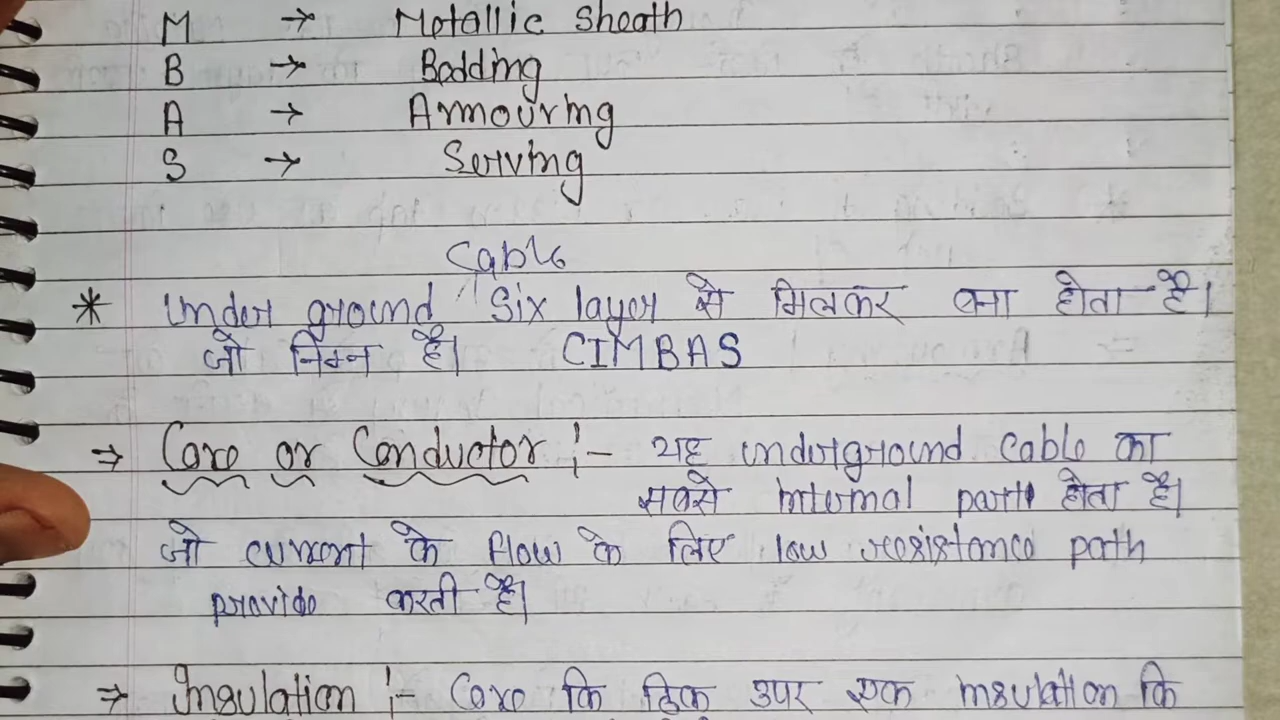 M → Metallic Sheath
B → Bedding
A → Armouring
S → Serving
Cable
* Under ground Six layer से मिलकर बना होता है।
जो निम्न है। CIMBAS
⇒ Core or Conductor :- यह underground cable का
सबसे internal part होता है।
जो current के flow के लिए low resistance path
provide करती है।
⇒ Insulation :- Core कि ठिक उपर एक insulation कि